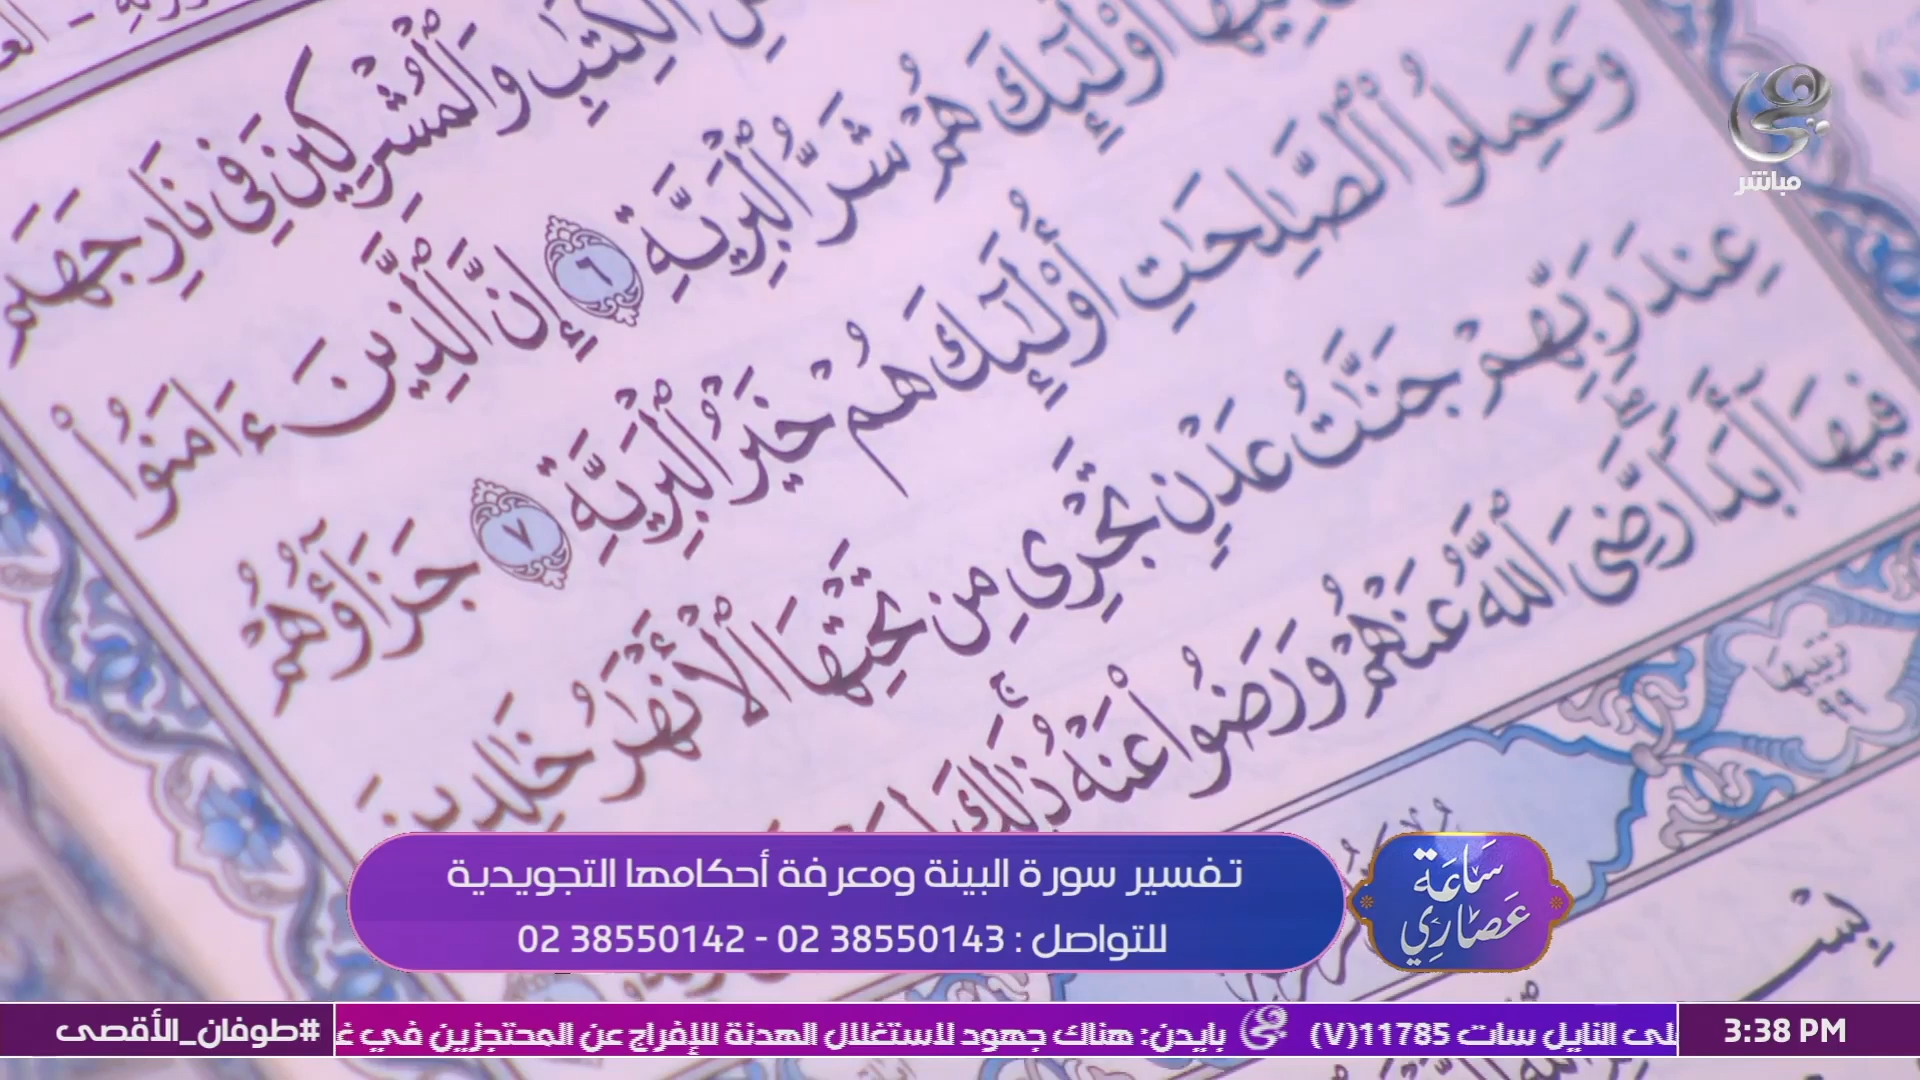 الكتب والمشركين في نار جهنم
فيها أولئك هم شر البرية ٦ إن الذين ءامنوا
وعملوا الصلحت أولئك هم خير البرية ٧ جزاؤهم
عند ربهم جنت عدن تجري من تحتها الأنهر خلدين
فيها أبدا رضي الله عنهم ورضوا عنه ذلك
٩٩
مباشر
تفسير سورة البينة ومعرفة أحكامها التجويدية
للتواصل : 38550143 02 - 38550142 02
ساعة
عصاري
3:38 PM
النايل سات 11785(V)
بايدن: هناك جهود لاستغلال الهدنة للإفراج عن المحتجزين في
#طوفان_الأقصى